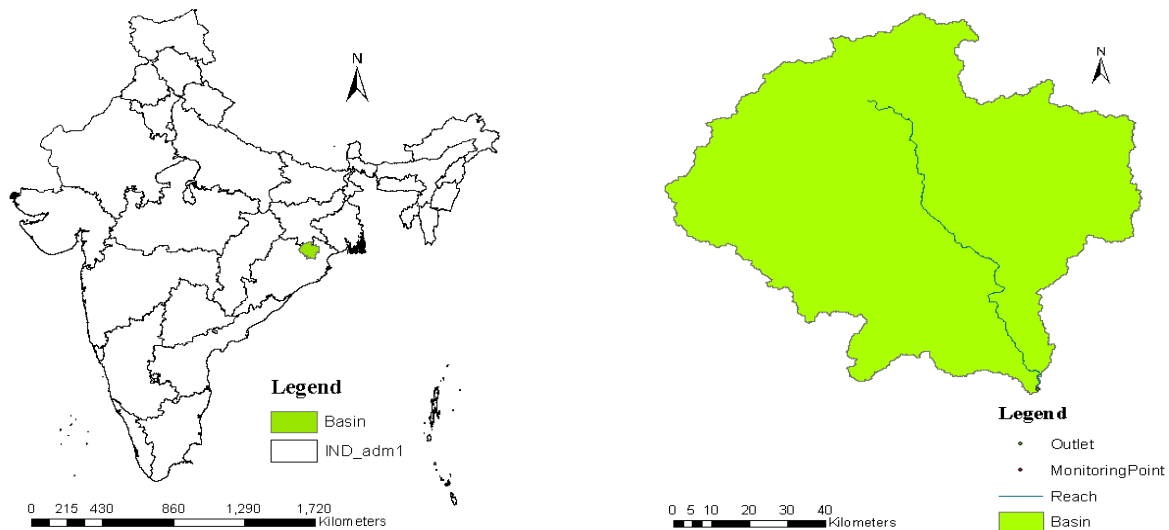 N
Legend
Basin
IND_adm1
0 215 430 860 1,290 1,720
Kilometers
N
Legend
Outlet
MonitoringPoint
Reach
Basin
0 5 10 20 30 40
Kilometers